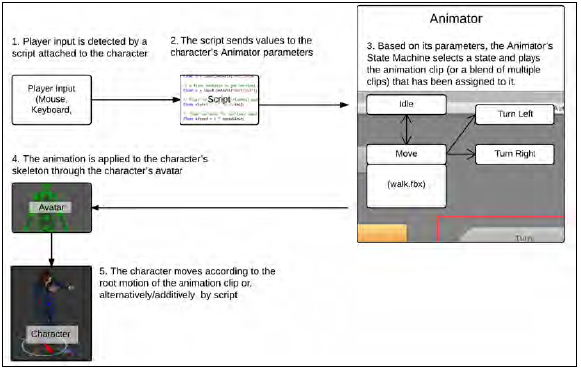 Animator
1. Player input is detected by a
script attached to the character
2. The script sends values to the
character's Animator parameters
3. Based on its parameters, the Animator's
State Machine selects a state and plays
the animation clip (or a blend of multiple
clips) that has been assigned to it.
Player Input
(Mouse,
Keyboard,
Script
Idle
Turn Left
Move
Turn Right
(walk.fbx)
Turn
4. The animation is applied to the character's
skeleton through the character's avatar
Avatar
5. The character moves according to the
root motion of the animation clip or,
alternatively/additively by script
Character